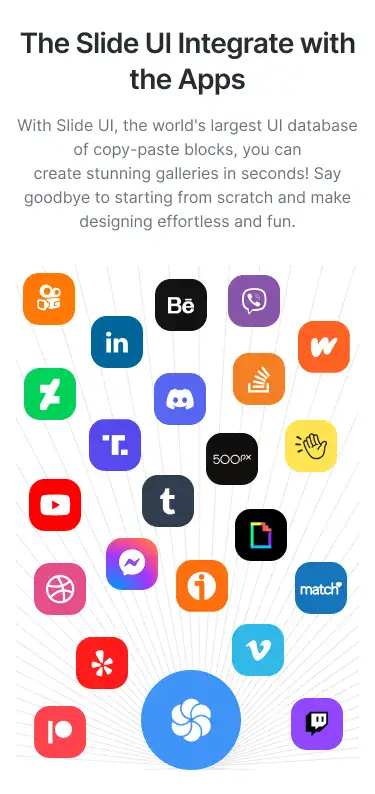 The Slide UI Integrate with
the Apps
With Slide UI, the world's largest UI database
of copy-paste blocks, you can
create stunning galleries in seconds! Say
goodbye to starting from scratch and make
designing effortless and fun.
Bē
in
T.
500px
t
match